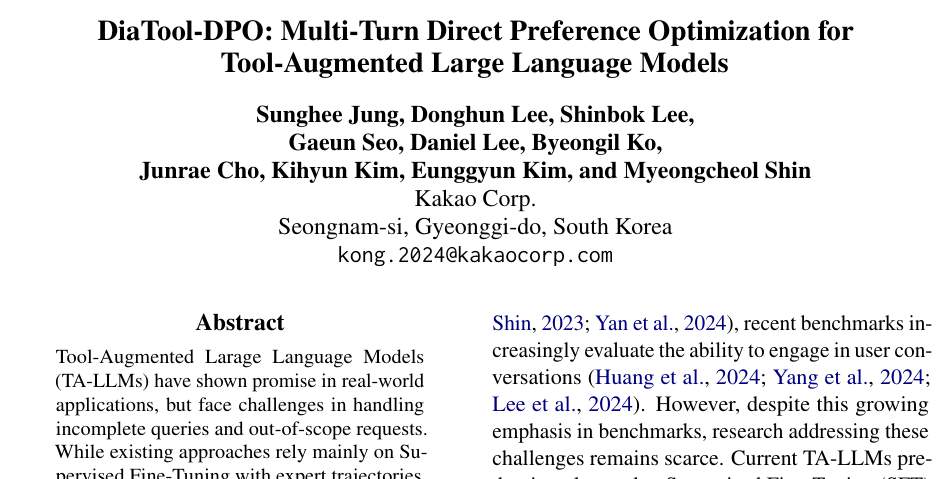 DiaTool-DPO: Multi-Turn Direct Preference Optimization for
Tool-Augmented Large Language Models
Sunghee Jung, Donghun Lee, Shinbok Lee,
Gaeun Seo, Daniel Lee, Byeongil Ko,
Junrae Cho, Kihyun Kim, Eunggyun Kim, and Myeongcheol Shin
Kakao Corp.
Seongnam-si, Gyeonggi-do, South Korea
kong.2024@kakaocorp.com
Abstract
Tool-Augmented Larage Language Models
(TA-LLMs) have shown promise in real-world
applications, but face challenges in handling
incomplete queries and out-of-scope requests.
While existing approaches rely mainly on Su-
pervised Fine-Tuning with expert trajectories,
Shin, 2023; Yan et al., 2024), recent benchmarks in-
creasingly evaluate the ability to engage in user con-
versations (Huang et al., 2024; Yang et al., 2024;
Lee et al., 2024). However, despite this growing
emphasis in benchmarks, research addressing these
challenges remains scarce. Current TA-LLMs pre-